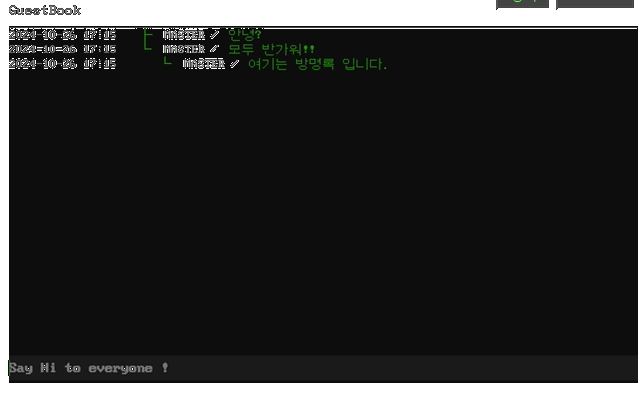 GuestBook
2024-10-26 17:15 ├ MASTER / 안녕?
2024-10-26 17:15 └ MASTER / 모두 반가워!!
2024-10-26 17:15 └ MASTER / 여기는 방명록 입니다.
Say Hi to everyone !